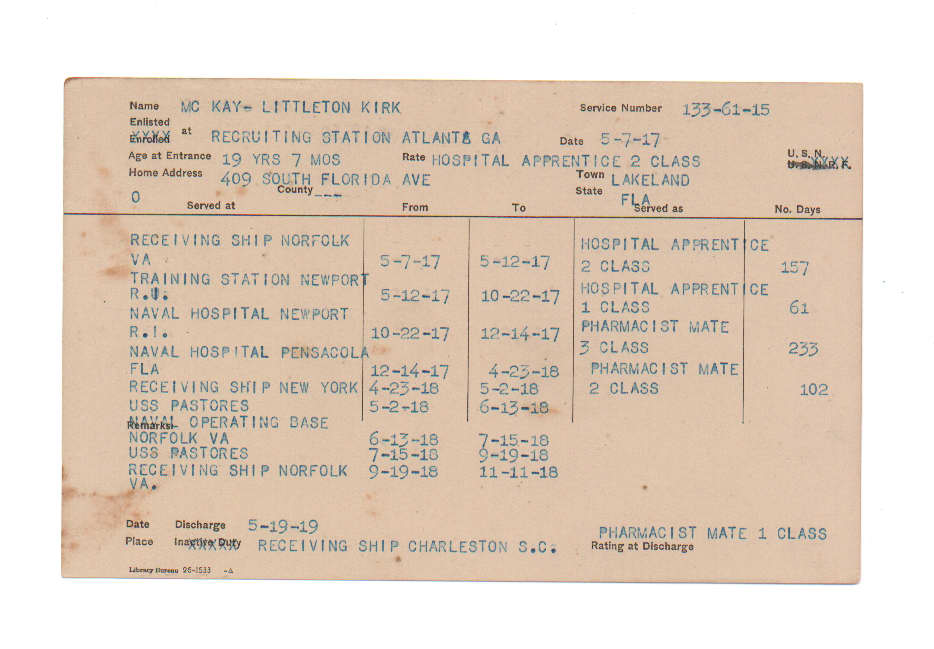 Name MC KAY- LITTLETON KIRK Service Number 133-61-15
Enlisted
Enrolled at RECRUITING STATION ATLANTA GA Date 5-7-17
Age at Entrance 19 YRS 7 MOS Rate HOSPITAL APPRENTICE 2 CLASS U. S. N.
U. S. N. R. F.
Home Address 409 SOUTH FLORIDA AVE Town LAKELAND
County --- State FLA
0 Served at From To Served as No. Days
RECEIVING SHIP NORFOLK HOSPITAL APPRENTICE
VA 5-7-17 5-12-17 2 CLASS 157
TRAINING STATION NEWPORT HOSPITAL APPRENTICE
R.I. 5-12-17 10-22-17 1 CLASS 61
NAVAL HOSPITAL NEWPORT PHARMACIST MATE
R.I. 10-22-17 12-14-17 3 CLASS 233
NAVAL HOSPITAL PENSACOLA
FLA 12-14-17 4-23-18 PHARMACIST MATE
RECEIVING SHIP NEW YORK 4-23-18 5-2-18 2 CLASS 102
USS PASTORES 5-2-18 6-13-18
Remarks:- NAVAL OPERATING BASE
NORFOLK VA 6-13-18 7-15-18
USS PASTORES 7-15-18 9-19-18
RECEIVING SHIP NORFOLK 9-19-18 11-11-18
VA.
Date Discharge 5-19-19 PHARMACIST MATE 1 CLASS
Place Inactive Duty RECEIVING SHIP CHARLESTON S.C. Rating at Discharge
Library Bureau 26-1533 -A